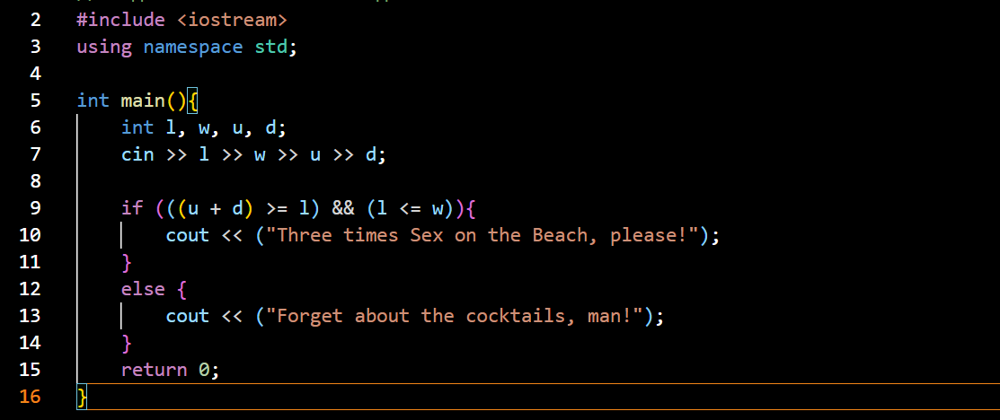 2 #include <iostream>
3 using namespace std;
4
5 int main(){
6 int l, w, u, d;
7 cin >> l >> w >> u >> d;
8
9 if (((u + d) >= l) && (l <= w)){
10 cout << ("Three times Sex on the Beach, please!");
11 }
12 else {
13 cout << ("Forget about the cocktails, man!");
14 }
15 return 0;
16 }